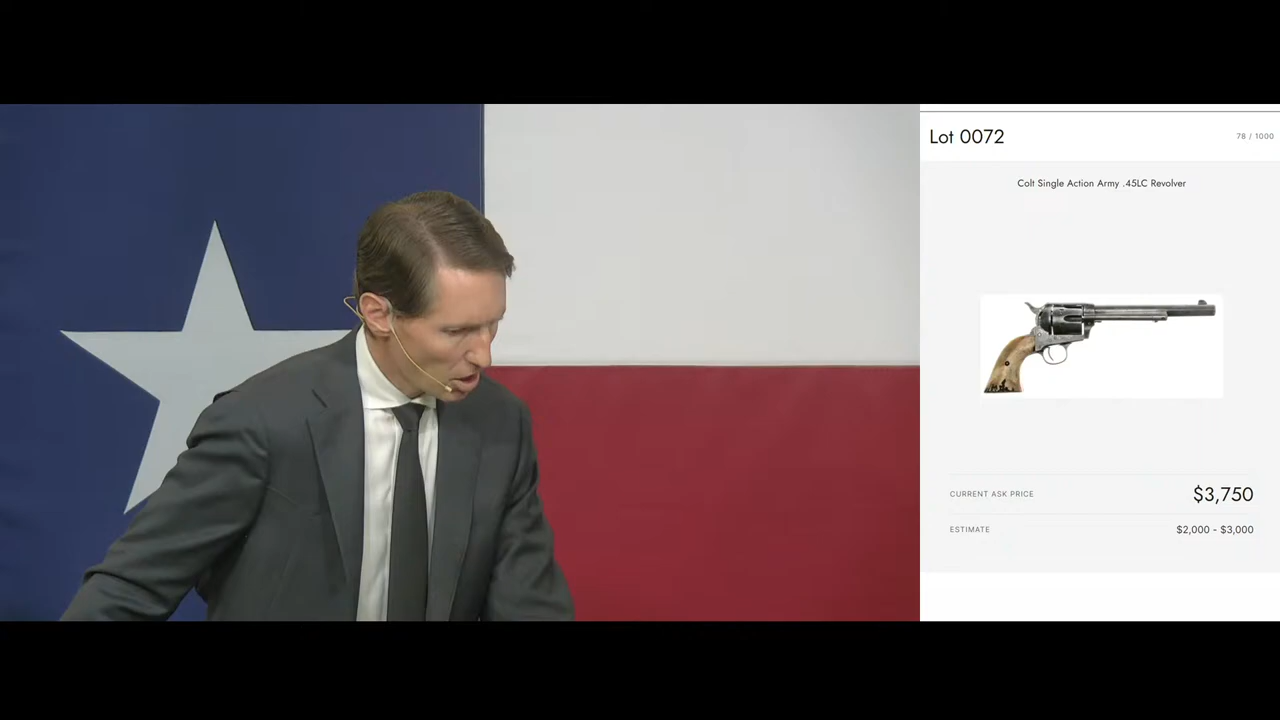 Lot 0072
78 / 1000
Colt Single Action Army .45LC Revolver
CURRENT ASK PRICE
$3,750
ESTIMATE
$2,000 - $3,000